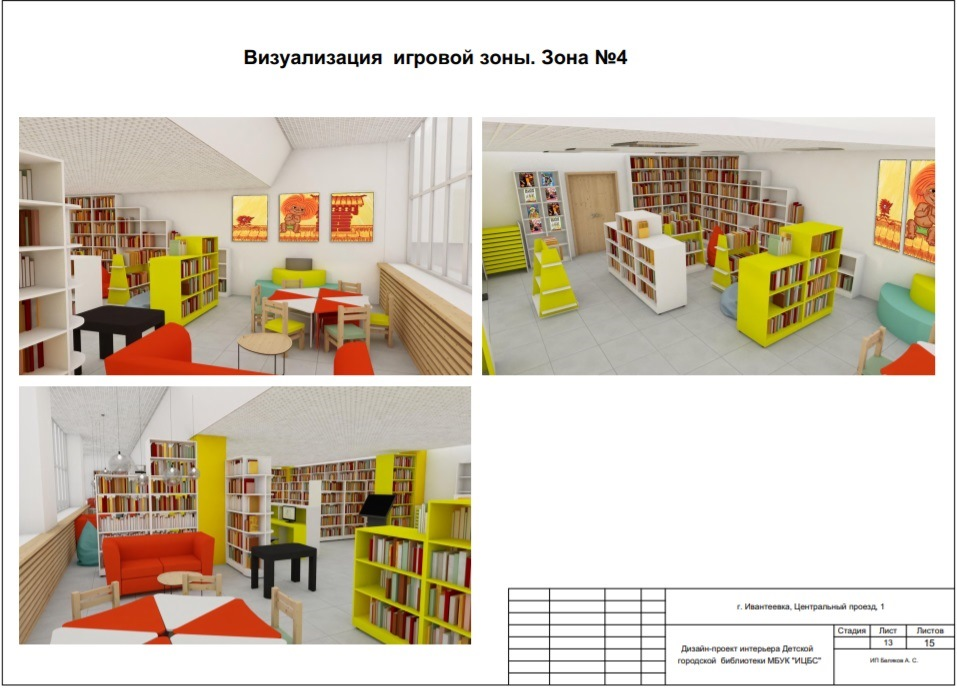 Визуализация игровой зоны. Зона №4
г. Ивантеевка, Центральный проезд, 1
Стадия Лист Листов
13 15
Дизайн-проект интерьера Детской
городской библиотеки МБУК "ИЦБС"
ИП Беляков А. С.